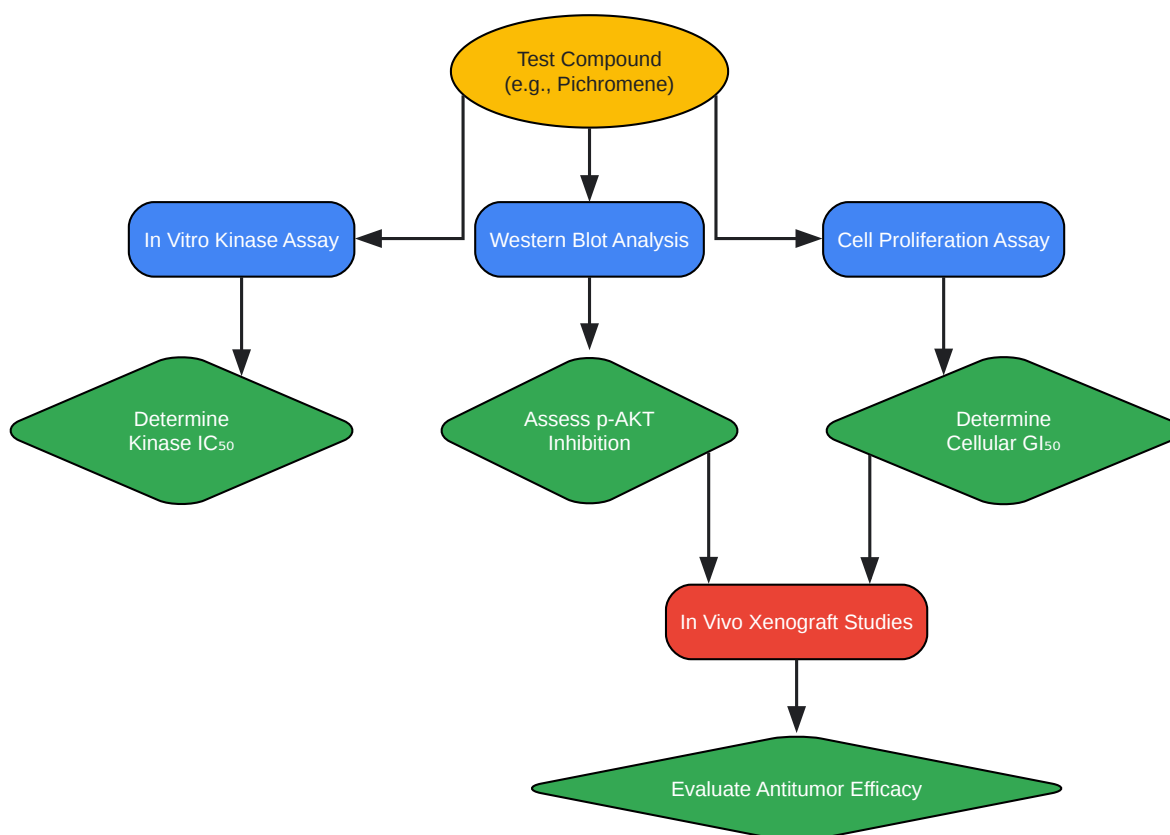 Test Compound
(e.g., Pichromene)
In Vitro Kinase Assay
Western Blot Analysis
Cell Proliferation Assay
Determine
Kinase IC₅₀
Assess p-AKT
Inhibition
Determine
Cellular GI₅₀
In Vivo Xenograft Studies
Evaluate Antitumor Efficacy